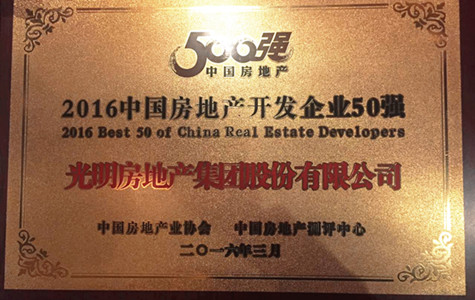 500强
中国房地产
2016中国房地产开发企业50强
2016 Best 50 of China Real Estate Developers
光明房地产集团股份有限公司
中国房地产业协会 中国房地产测评中心
二〇一六年三月